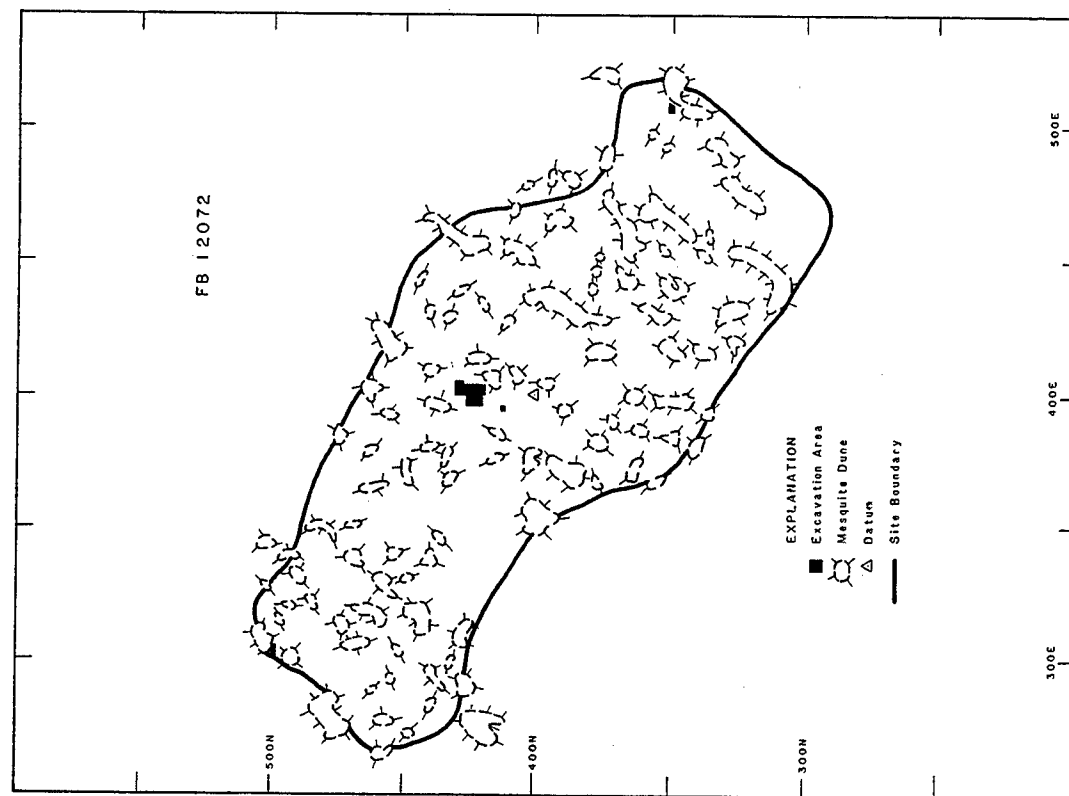 FB 12072
500E
400E
300E
500N
400N
300N
EXPLANATION
Excavation Area
Mesquite Dune
Datum
Site Boundary